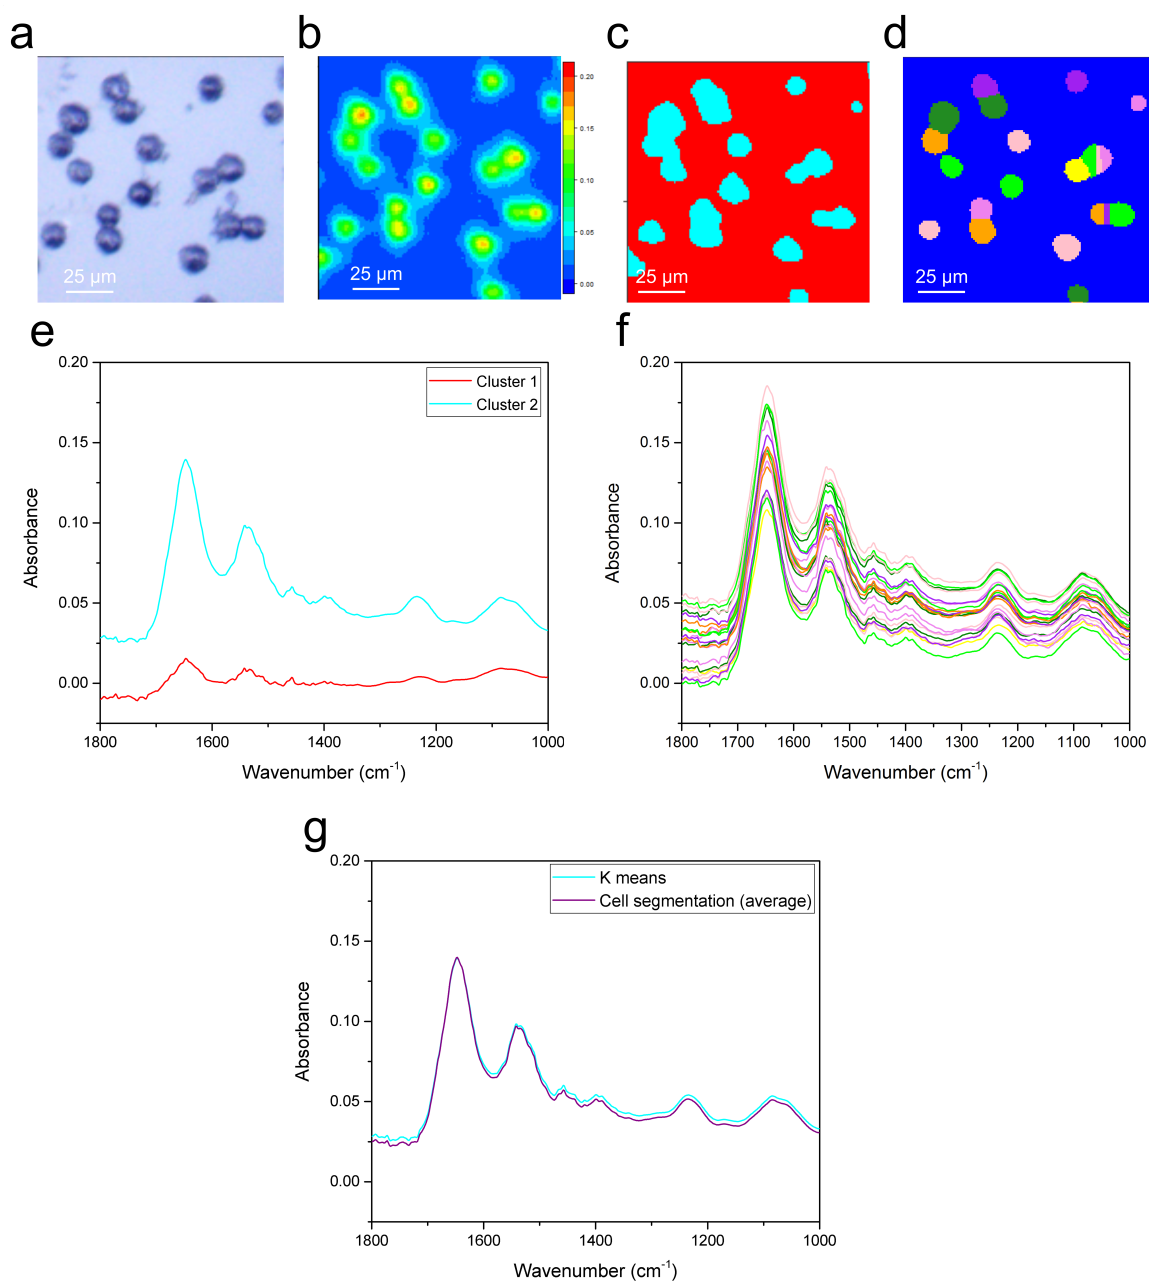 a
b
c
d
0.20
0.15
0.10
0.05
0.00
25 µm
25 µm
25 µm
25 µm
e
f
0.20
0.15
0.10
0.05
0.00
Absorbance
Cluster 1
Cluster 2
1800
1600
1400
1200
1000
Wavenumber (cm-1)
0.20
0.15
0.10
0.05
0.00
Absorbance
1800 1700 1600 1500 1400 1300 1200 1100 1000
Wavenumber (cm-1)
g
0.20
0.15
0.10
0.05
0.00
Absorbance
K means
Cell segmentation (average)
1800
1600
1400
1200
1000
Wavenumber (cm-1)